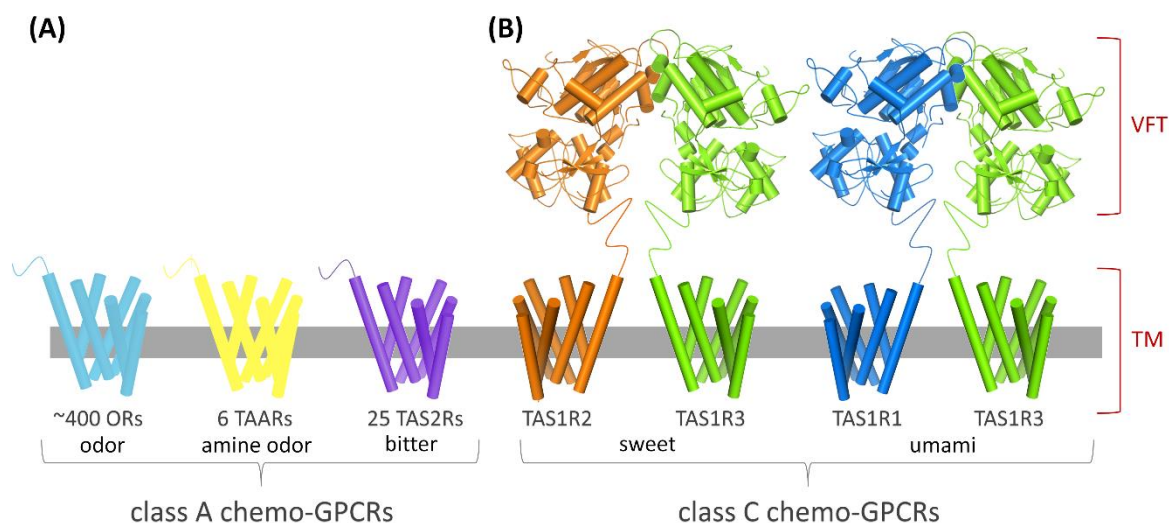 (A)
(B)
VFT
TM
~400 ORs
6 TAARs
25 TAS2Rs
TAS1R2
TAS1R3
TAS1R1
TAS1R3
odor
amine odor
bitter
sweet
umami
class A chemo-GPCRs
class C chemo-GPCRs